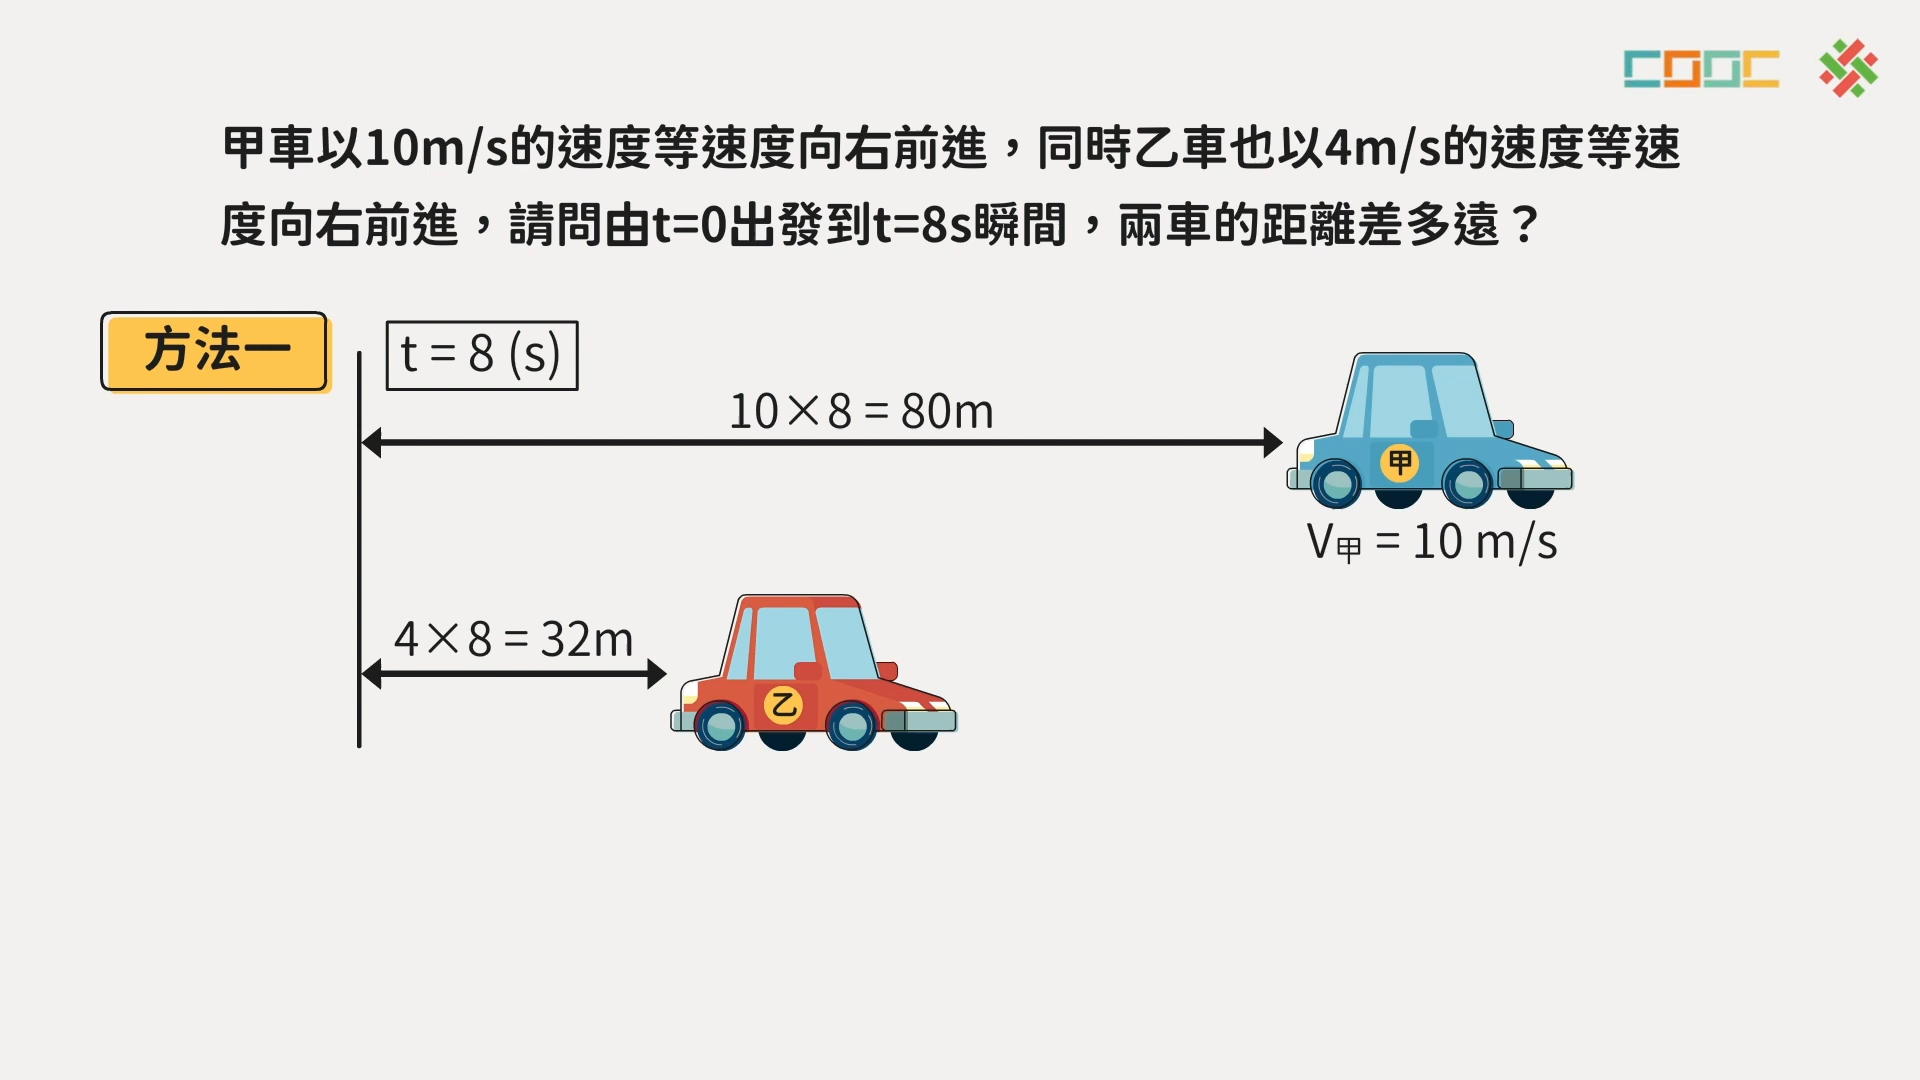 COOC
甲車以10m/s的速度等速度向右前進，同時乙車也以4m/s的速度等速
度向右前進，請問由t=0出發到t=8s瞬間，兩車的距離差多遠？
方法一
t = 8 (s)
10×8 = 80m
甲
V甲 = 10 m/s
4×8 = 32m
乙